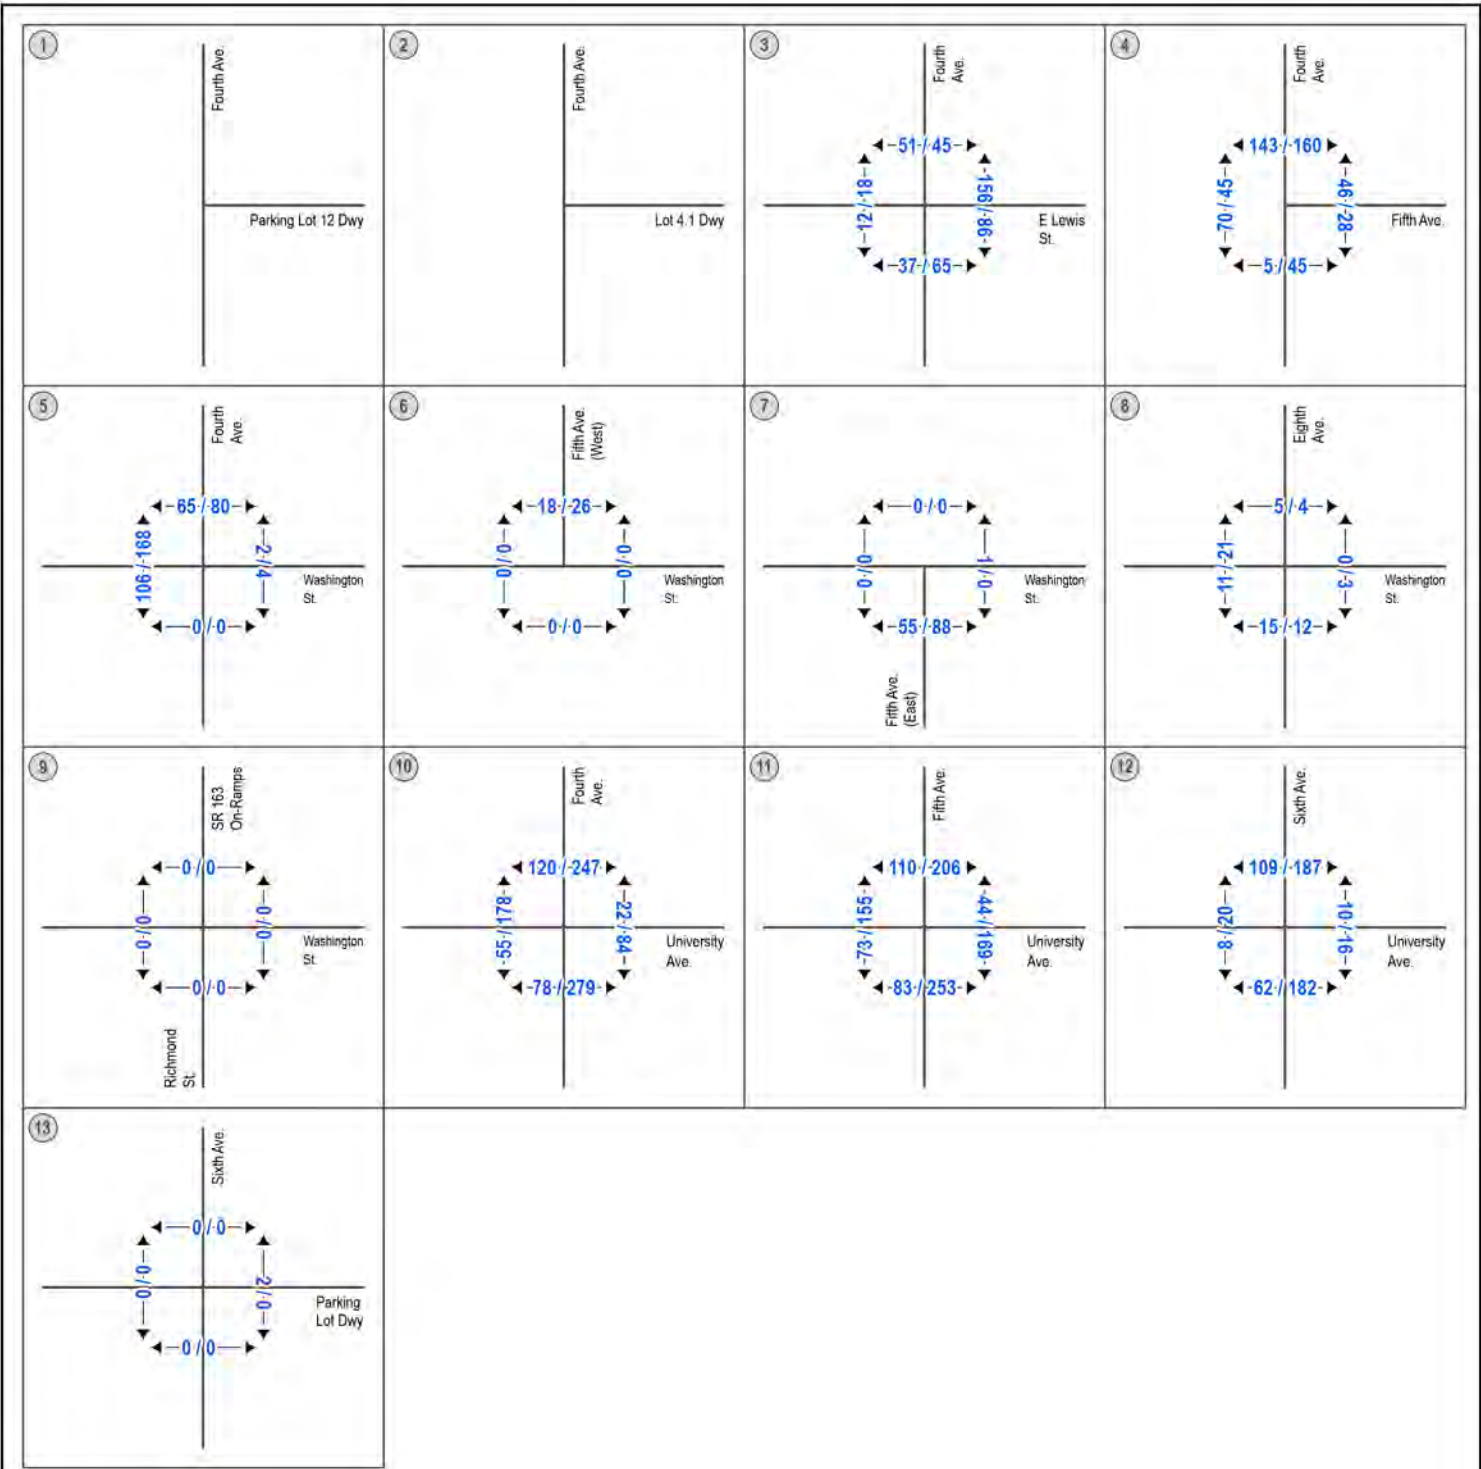 1
Fourth Ave.
Parking Lot 12 Dwy
2
Fourth Ave.
Lot 4.1 Dwy
3
Fourth
Ave.
51 / 45
12 / 18
156 / 86
37 / 65
E Lewis
St.
4
Fourth
Ave.
143 / 160
70 / 45
46 / 28
5 / 45
Fifth Ave.
5
Fourth
Ave.
65 / 80
106 / 168
2 / 4
0 / 0
Washington
St.
6
Fifth Ave.
(West)
18 / 26
0 / 0
0 / 0
0 / 0
Washington
St.
7
0 / 0
0 / 0
1 / 0
55 / 88
Washington
St.
Fifth Ave.
(East)
8
Eighth
Ave.
5 / 4
11 / 21
0 / 3
15 / 12
Washington
St.
9
SR 163
On-Ramps
0 / 0
0 / 0
0 / 0
0 / 0
Washington
St.
Richmond
St.
10
Fourth
Ave.
120 / 247
55 / 178
22 / 84
78 / 279
University
Ave.
11
Fifth Ave.
110 / 206
73 / 155
44 / 169
83 / 253
University
Ave.
12
Sixth Ave.
109 / 187
8 / 20
10 / 16
62 / 182
University
Ave.
13
Sixth Ave.
0 / 0
0 / 0
2 / 0
0 / 0
Parking
Lot Dwy